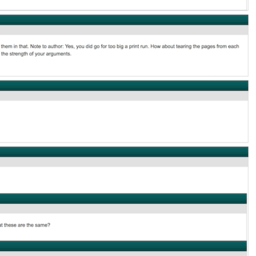 them in that. Note to author: Yes, you did go for too big a print run. How about tearing the pages from each
the strength of your arguments.
at these are the same?